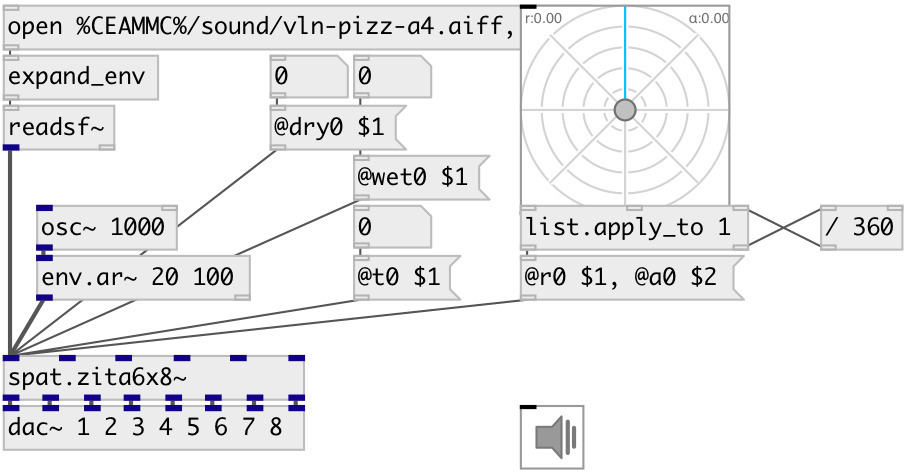 open %CEAMMC%/sound/vln-pizz-a4.aiff,
r:0.00
α:0.00
expand_env
0
0
readsf~
@dry0 $1
@wet0 $1
osc~ 1000
0
list.apply_to 1
/ 360
env.ar~ 20 100
@t0 $1
@r0 $1, @a0 $2
spat.zita6x8~
dac~ 1 2 3 4 5 6 7 8